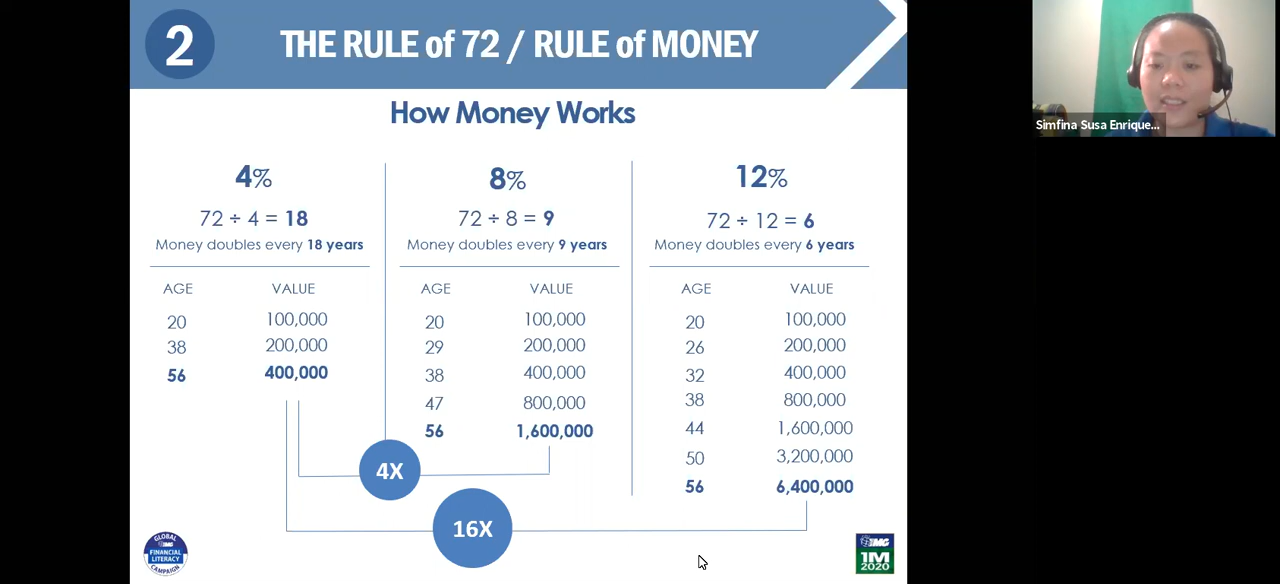 2
THE RULE of 72 / RULE of MONEY
Simfina Susa Enrique...
How Money Works
4%
72 ÷ 4 = 18
Money doubles every 18 years
AGE VALUE
20 100,000
38 200,000
56 400,000
8%
72 ÷ 8 = 9
Money doubles every 9 years
AGE VALUE
20 100,000
29 200,000
38 400,000
47 800,000
56 1,600,000
12%
72 ÷ 12 = 6
Money doubles every 6 years
AGE VALUE
20 100,000
26 200,000
32 400,000
38 800,000
44 1,600,000
50 3,200,000
56 6,400,000
4X
16X
GLOBAL
IMG
FINANCIAL
LITERACY
CAMPAIGN
IMG
1M
2020